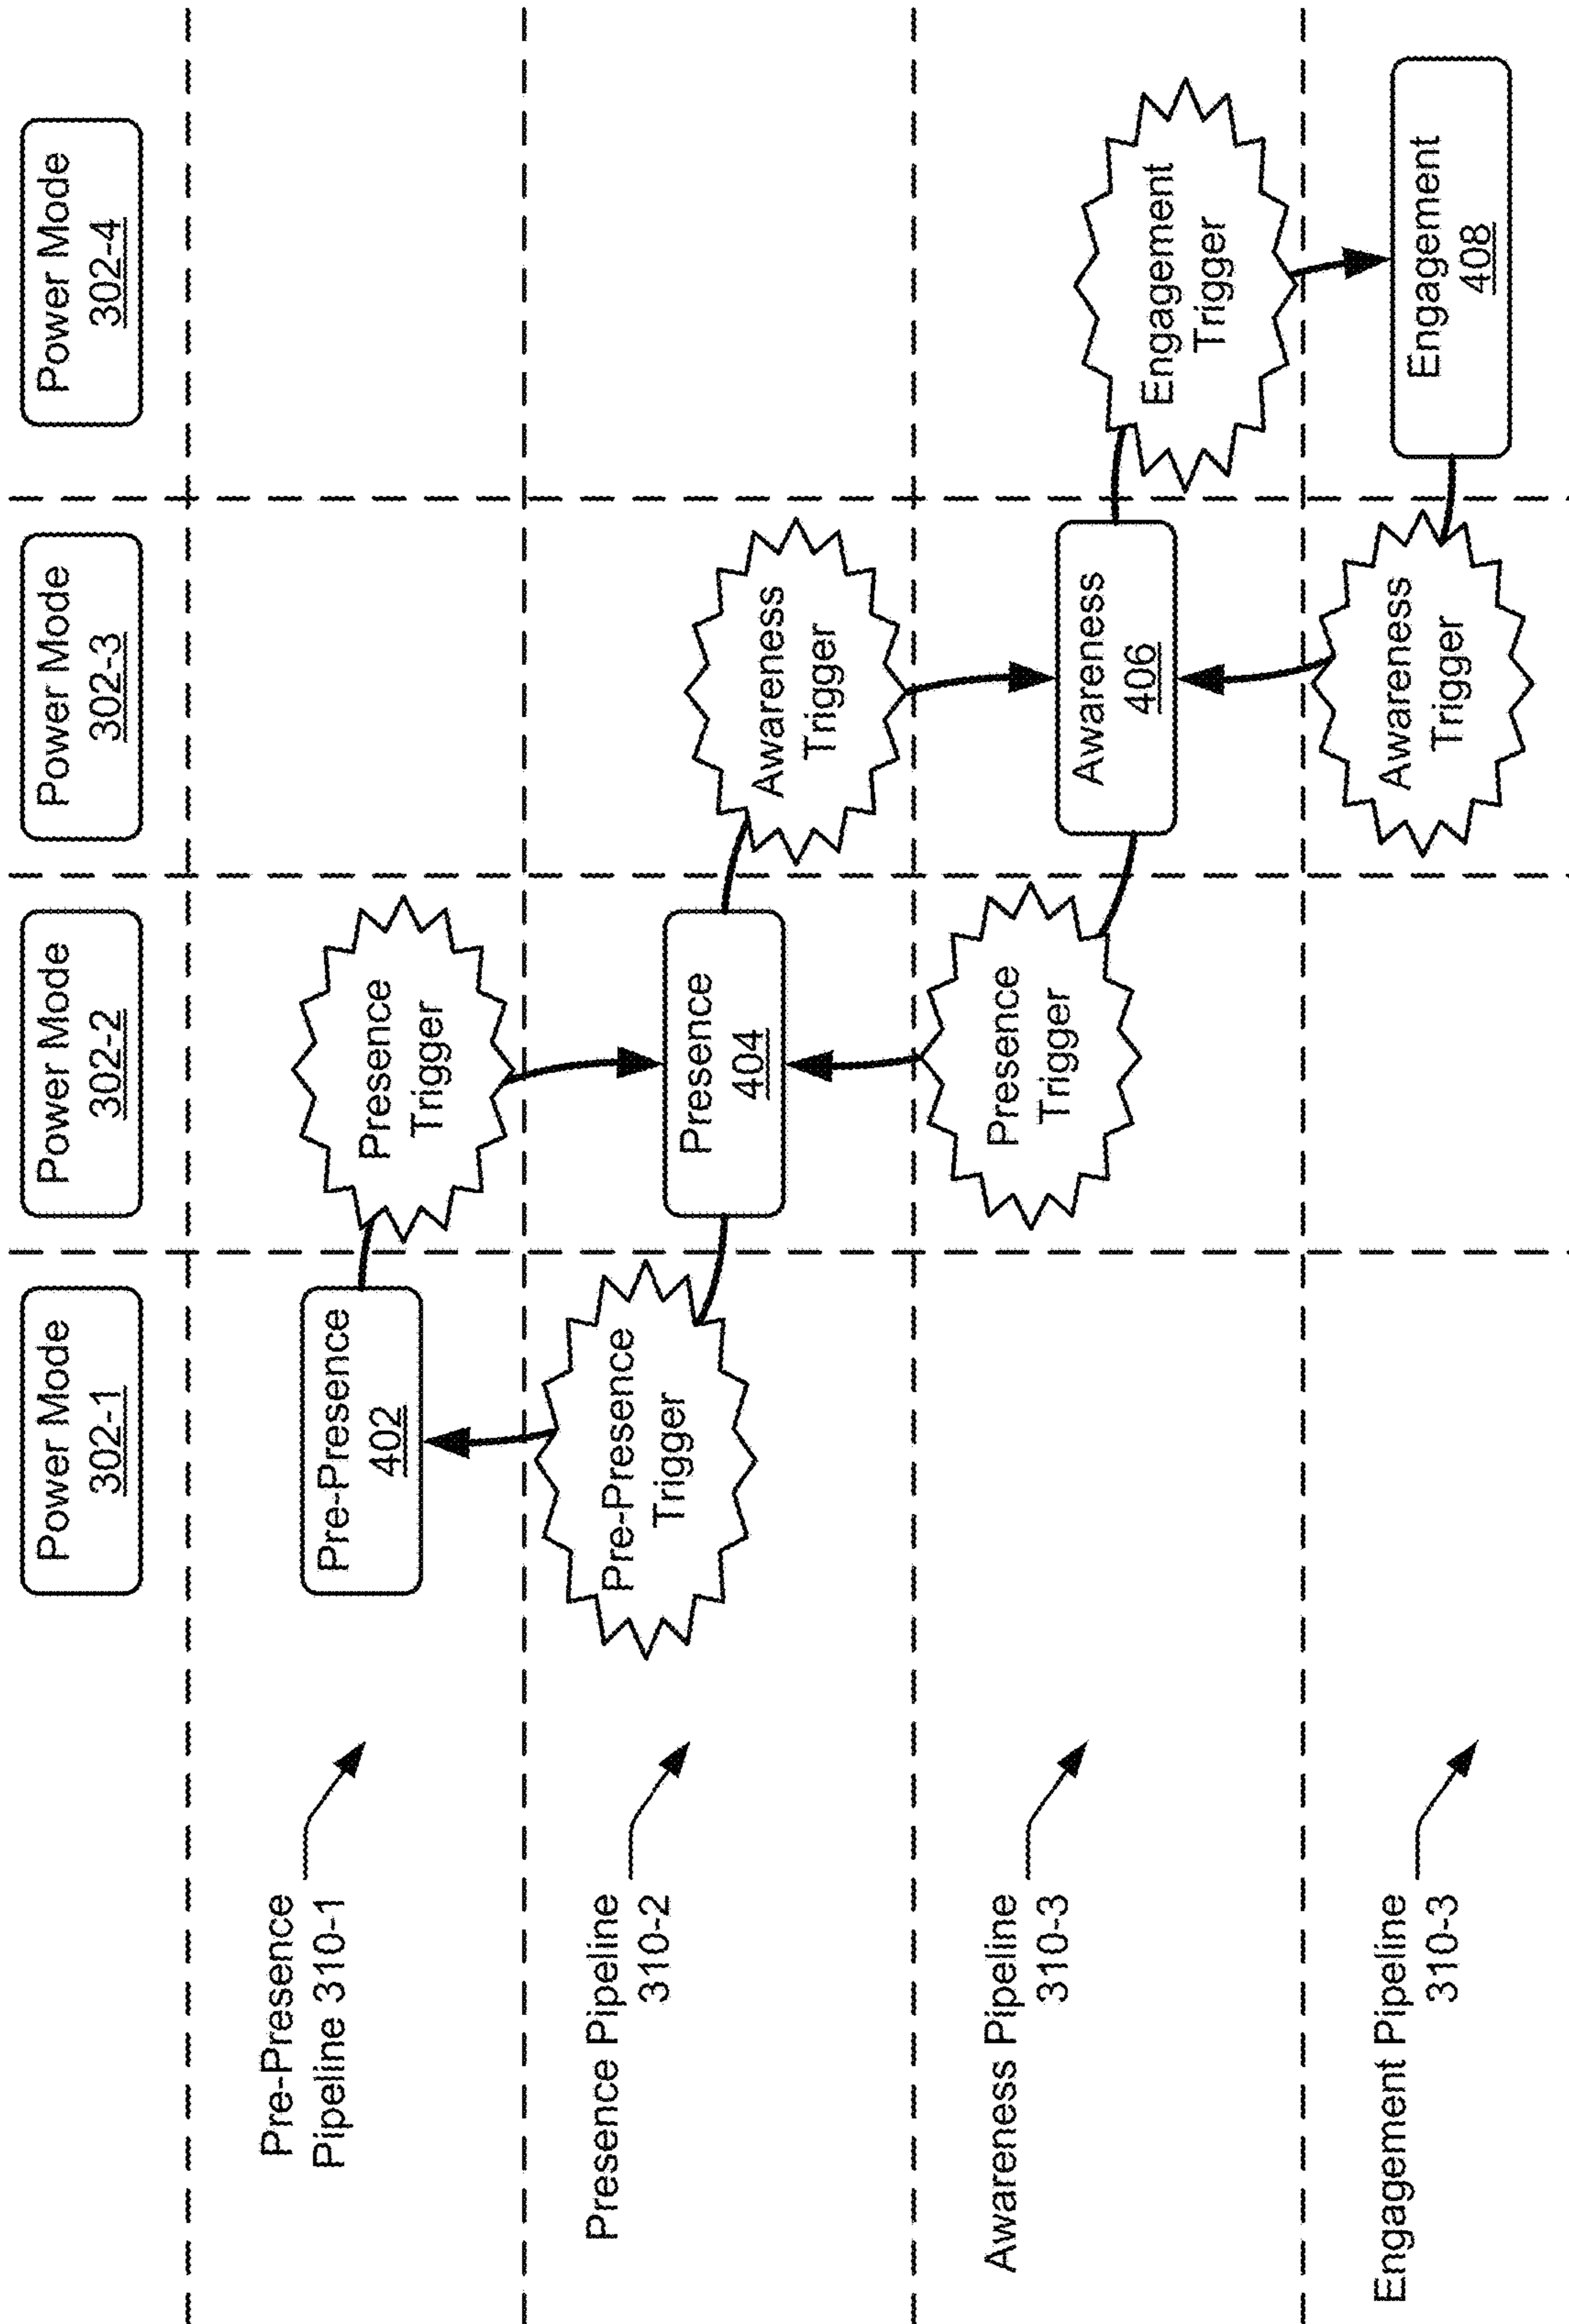 Power Mode
302-1
Power Mode
302-2
Power Mode
302-3
Power Mode
302-4
Pre-Presence
Pipeline 310-1
Pre-Presence
402
Presence
Trigger
Presence Pipeline
310-2
Pre-Presence
Trigger
Presence
404
Awareness
Trigger
Awareness Pipeline
310-3
Presence
Trigger
Awareness
406
Engagement
Trigger
Engagement Pipeline
310-3
Awareness
Trigger
Engagement
408